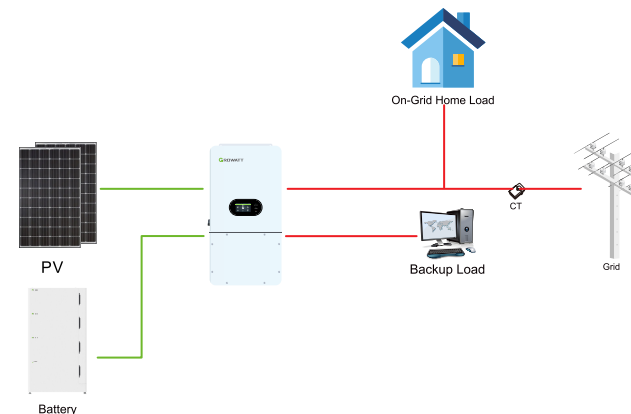 On-Grid Home Load
GROWATT
CT
PV
Backup Load
Grid
Battery